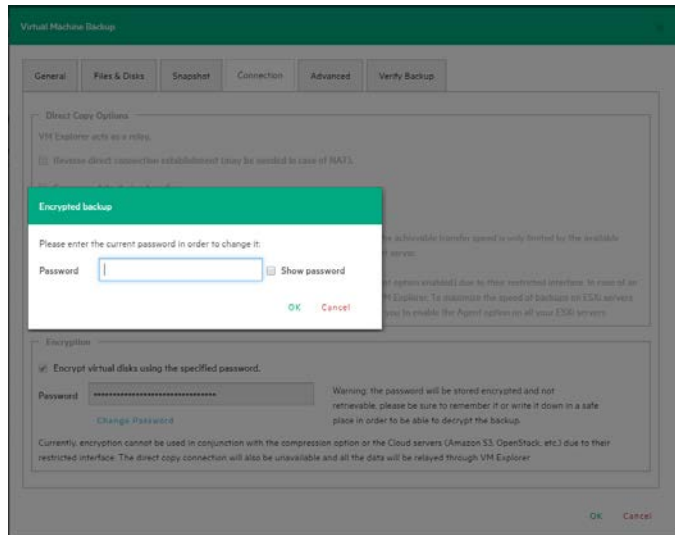 Virtual Machine Backup
General Files & Disks Snapshot Connection Advanced Verify Backup
Direct Copy Options
VM Explorer acts as a relay.
Reverse direct connection establishment (may be needed in case of NAT).
Encrypted backup
Please enter the current password in order to change it:
Password Show password
OK Cancel
the achievable transfer speed is only limited by the available
server.
option enabled) due to their restricted interface. In case of an
VM Explorer. To maximize the speed of backups on ESXi servers
you to enable the Agent option on all your ESXi servers.
Encryption
Encrypt virtual disks using the specified password.
Password
Change Password
Warning: the password will be stored encrypted and not
retrievable, please be sure to remember it or write it down in a safe
place in order to be able to decrypt the backup.
Currently, encryption cannot be used in conjunction with the compression option or the Cloud servers (Amazon S3, OpenStack, etc.) due to their
restricted interface. The direct copy connection will also be unavailable and all the data will be relayed through VM Explorer
OK Cancel